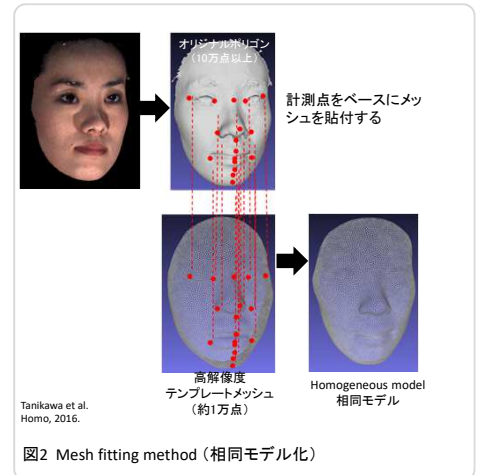 オリジナルポリゴン
(10万点以上)
計測点をベースにメッ
シュを貼付する
高解像度
テンプレートメッシュ
(約1万点)
Homogeneous model
相同モデル
Tanikawa et al.
Homo, 2016.
図2 Mesh fitting method (相同モデル化)